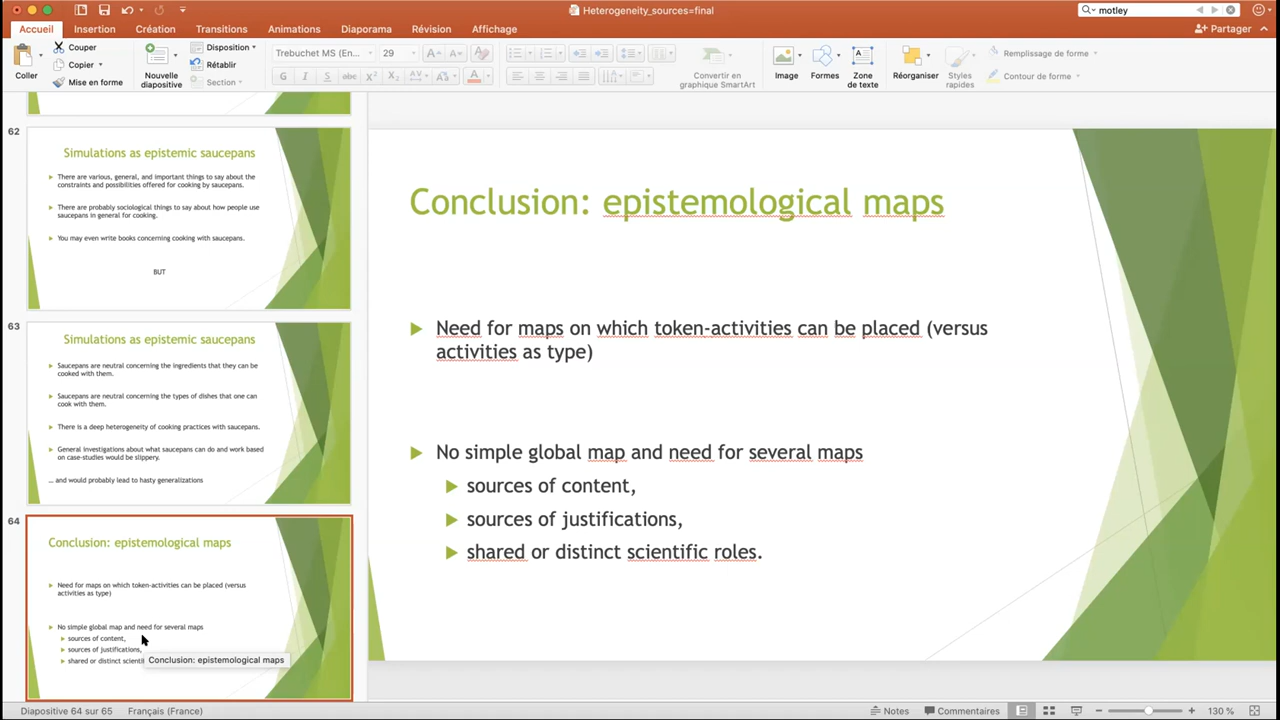 Heterogeneity_sources=final
motley
Accueil Insertion Création Transitions Animations Diaporama Révision Affichage
Partager
Coller
Couper
Copier
Mise en forme
Nouvelle
diapositive
Disposition
Rétablir
Section
Trebuchet MS (En... 29
G I S abc X² X₂ AV Aa A
Convertir en
graphique SmartArt
Image
Formes
Zone
de texte
Réorganiser
Styles
rapides
Remplissage de forme
Contour de forme
62
Simulations as epistemic saucepans
There are various, general, and important things to say about the
constraints and possibilities offered for cooking by saucepans.
There are probably sociological things to say about how people use
saucepans in general for cooking.
You may even write books concerning cooking with saucepans.
BUT
63
Simulations as epistemic saucepans
Saucepans are neutral concerning the ingredients that they can be
cooked with them.
Saucepans are neutral concerning the types of dishes that one can
cook with them.
There is a deep heterogeneity of cooking practices with saucepans.
General investigations about what saucepans can do and work based
on case-studies would be slippery.
... and would probably lead to hasty generalizations
64
Conclusion: epistemological maps
Need for maps on which token-activities can be placed (versus
activities as type)
No simple global map and need for several maps
sources of content,
sources of justifications,
shared or distinct scienti
Conclusion: epistemological maps
Conclusion: epistemological maps
Need for maps on which token-activities can be placed (versus
activities as type)
No simple global map and need for several maps
sources of content,
sources of justifications,
shared or distinct scientific roles.
Diapositive 64 sur 65 Français (France)
Notes Commentaires 130 %